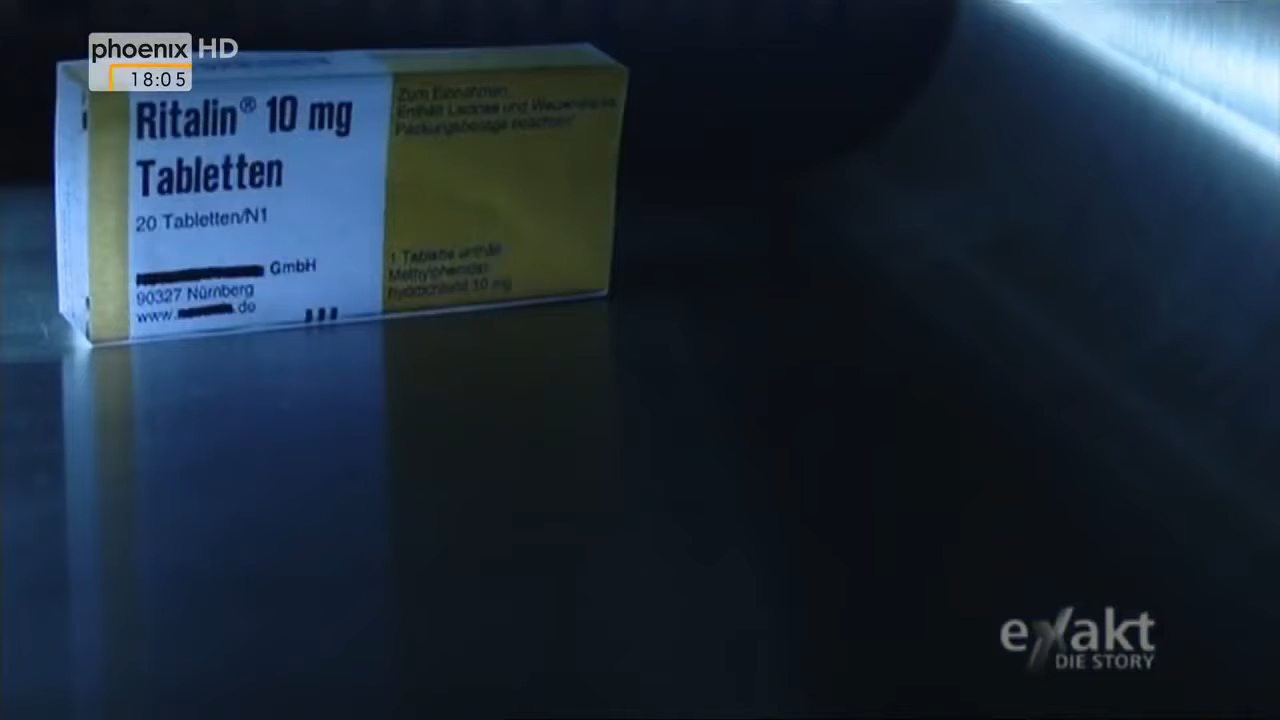 phoenix HD
18:05
Ritalin® 10 mg
Tabletten
20 Tabletten/N1
GmbH
90327 Nürnberg
www. .de
Zum Einnehmen
Enthält Lactose und Weizenstärke
Packungsbeilage beachten!
1 Tablette enthält
Methylphenidat-
hydrochlorid 10 mg
exakt
DIE STORY